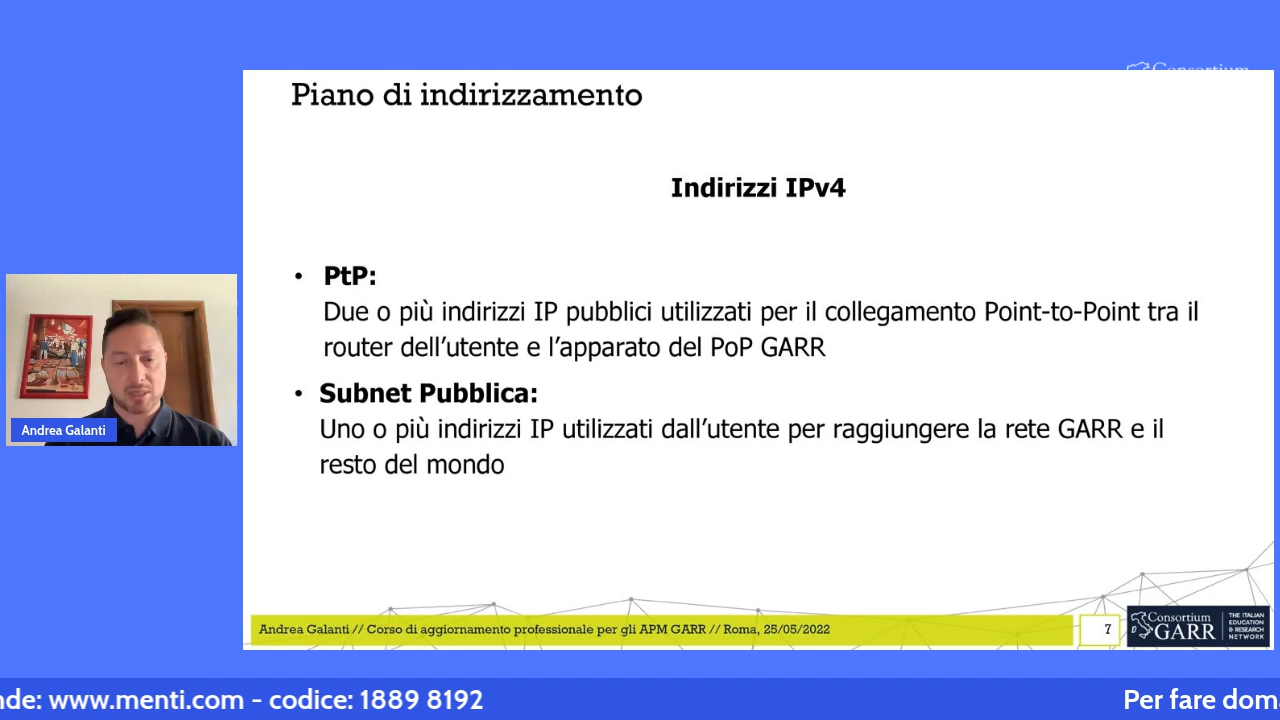 Consortium
Piano di indirizzamento
Indirizzi IPv4
• PtP:
Due o più indirizzi IP pubblici utilizzati per il collegamento Point-to-Point tra il
router dell’utente e l’apparato del PoP GARR
• Subnet Pubblica:
Uno o più indirizzi IP utilizzati dall’utente per raggiungere la rete GARR e il
resto del mondo
Andrea Galanti
Andrea Galanti // Corso di aggiornamento professionale per gli APM GARR // Roma, 25/05/2022
7
Consortium
GARR
THE ITALIAN
EDUCATION
& RESEARCH
NETWORK
nde: www.menti.com - codice: 1889 8192
Per fare dom